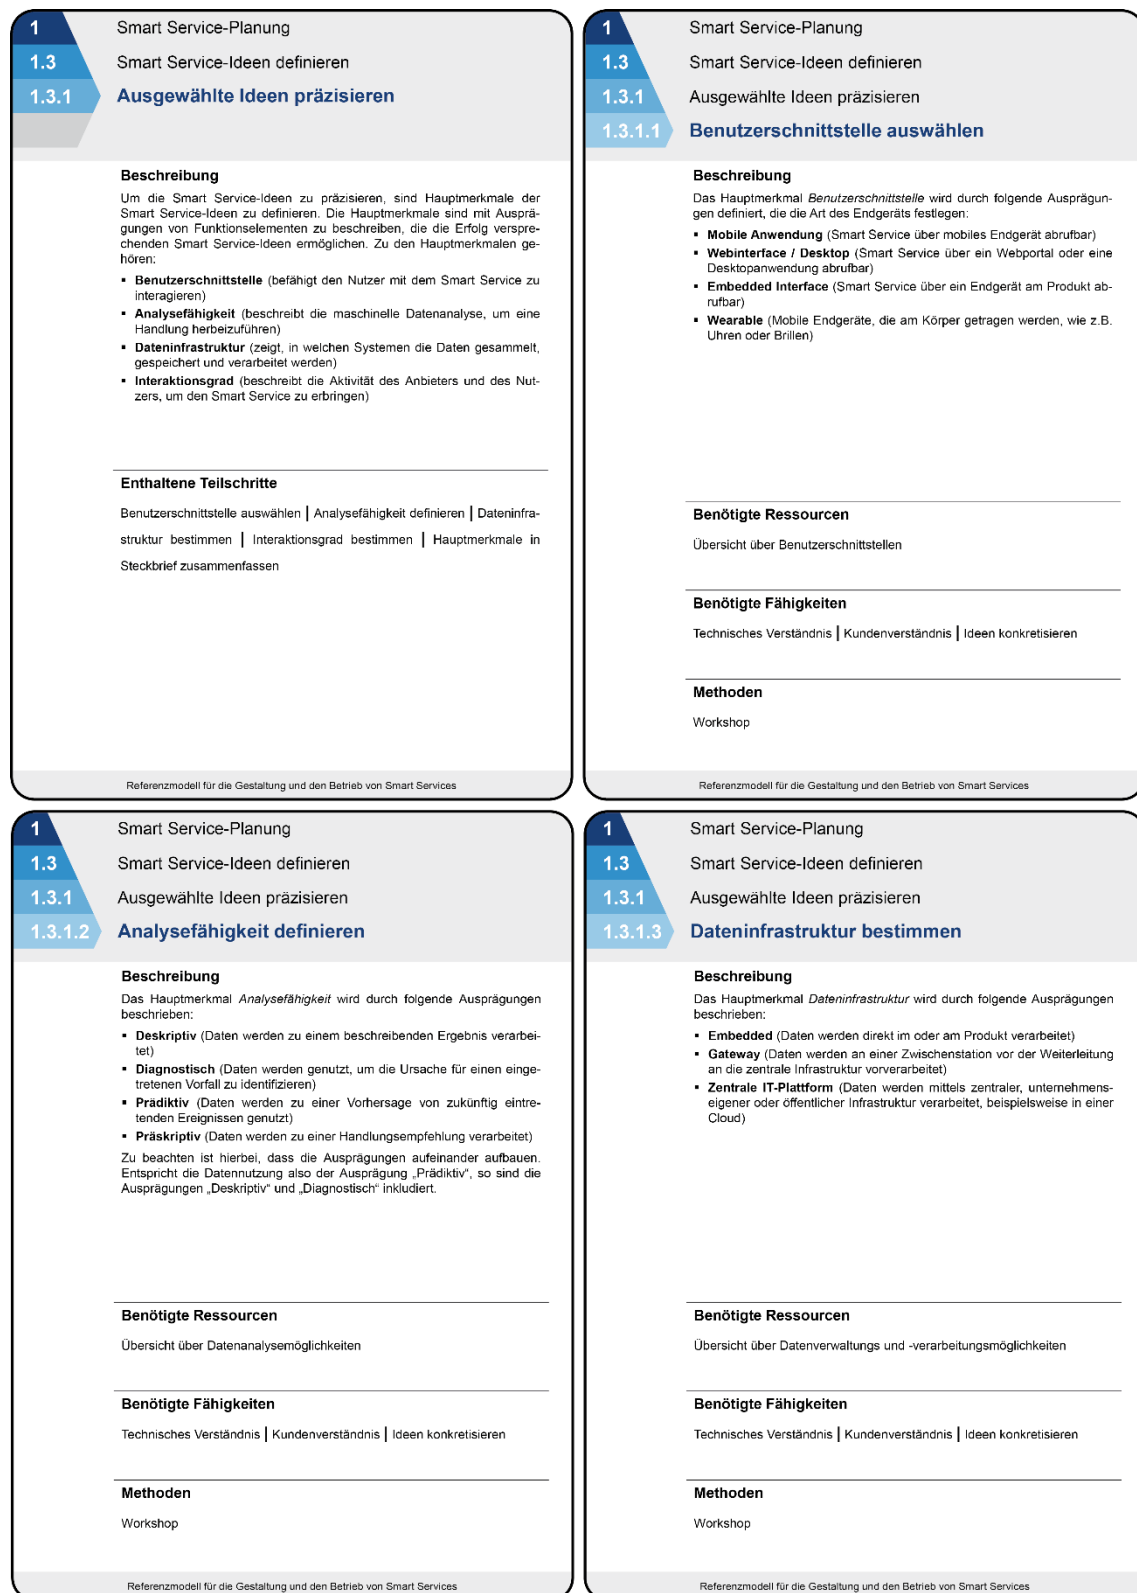 1
Smart Service-Planung
1.3
Smart Service-Ideen definieren
1.3.1
Ausgewählte Ideen präzisieren
Beschreibung
Um die Smart Service-Ideen zu präzisieren, sind Hauptmerkmale der
Smart Service-Ideen zu definieren. Die Hauptmerkmale sind mit Ausprä-
gungen von Funktionselementen zu beschreiben, die die Erfolg verspre-
chenden Smart Service-Ideen ermöglichen. Zu den Hauptmerkmalen ge-
hören:
▪ Benutzerschnittstelle (befähigt den Nutzer mit dem Smart Service zu
interagieren)
▪ Analysefähigkeit (beschreibt die maschinelle Datenanalyse, um eine
Handlung herbeizuführen)
▪ Dateninfrastruktur (zeigt, in welchen Systemen die Daten gesammelt,
gespeichert und verarbeitet werden)
▪ Interaktionsgrad (beschreibt die Aktivität des Anbieters und des Nut-
zers, um den Smart Service zu erbringen)
Enthaltene Teilschritte
Benutzerschnittstelle auswählen | Analysefähigkeit definieren | Dateninfra-
struktur bestimmen | Interaktionsgrad bestimmen | Hauptmerkmale in
Steckbrief zusammenfassen
Referenzmodell für die Gestaltung und den Betrieb von Smart Services
1
Smart Service-Planung
1.3
Smart Service-Ideen definieren
1.3.1
Ausgewählte Ideen präzisieren
1.3.1.1
Benutzerschnittstelle auswählen
Beschreibung
Das Hauptmerkmal Benutzerschnittstelle wird durch folgende Ausprägun-
gen definiert, die die Art des Endgeräts festlegen:
▪ Mobile Anwendung (Smart Service über mobiles Endgerät abrufbar)
▪ Webinterface / Desktop (Smart Service über ein Webportal oder eine
Desktopanwendung abrufbar)
▪ Embedded Interface (Smart Service über ein Endgerät am Produkt ab-
rufbar)
▪ Wearable (Mobile Endgeräte, die am Körper getragen werden, wie z.B.
Uhren oder Brillen)
Benötigte Ressourcen
Übersicht über Benutzerschnittstellen
Benötigte Fähigkeiten
Technisches Verständnis | Kundenverständnis | Ideen konkretisieren
Methoden
Workshop
Referenzmodell für die Gestaltung und den Betrieb von Smart Services
1
Smart Service-Planung
1.3
Smart Service-Ideen definieren
1.3.1
Ausgewählte Ideen präzisieren
1.3.1.2
Analysefähigkeit definieren
Beschreibung
Das Hauptmerkmal Analysefähigkeit wird durch folgende Ausprägungen
beschrieben:
▪ Deskriptiv (Daten werden zu einem beschreibenden Ergebnis verarbei-
tet)
▪ Diagnostisch (Daten werden genutzt, um die Ursache für einen einge-
tretenen Vorfall zu identifizieren)
▪ Prädiktiv (Daten werden zu einer Vorhersage von zukünftig eintre-
tenden Ereignissen genutzt)
▪ Präskriptiv (Daten werden zu einer Handlungsempfehlung verarbeitet)
Zu beachten ist hierbei, dass die Ausprägungen aufeinander aufbauen.
Entspricht die Datennutzung also der Ausprägung „Prädiktiv“, so sind die
Ausprägungen „Deskriptiv“ und „Diagnostisch“ inkludiert.
Benötigte Ressourcen
Übersicht über Datenanalysemöglichkeiten
Benötigte Fähigkeiten
Technisches Verständnis | Kundenverständnis | Ideen konkretisieren
Methoden
Workshop
Referenzmodell für die Gestaltung und den Betrieb von Smart Services
1
Smart Service-Planung
1.3
Smart Service-Ideen definieren
1.3.1
Ausgewählte Ideen präzisieren
1.3.1.3
Dateninfrastruktur bestimmen
Beschreibung
Das Hauptmerkmal Dateninfrastruktur wird durch folgende Ausprägungen
beschrieben:
▪ Embedded (Daten werden direkt im oder am Produkt verarbeitet)
▪ Gateway (Daten werden an einer Zwischenstation vor der Weiterleitung
an die zentrale Infrastruktur vorverarbeitet)
▪ Zentrale IT-Plattform (Daten werden mittels zentraler, unternehmens-
eigener oder öffentlicher Infrastruktur verarbeitet, beispielsweise in einer
Cloud)
Benötigte Ressourcen
Übersicht über Datenverwaltungs und -verarbeitungsmöglichkeiten
Benötigte Fähigkeiten
Technisches Verständnis | Kundenverständnis | Ideen konkretisieren
Methoden
Workshop
Referenzmodell für die Gestaltung und den Betrieb von Smart Services